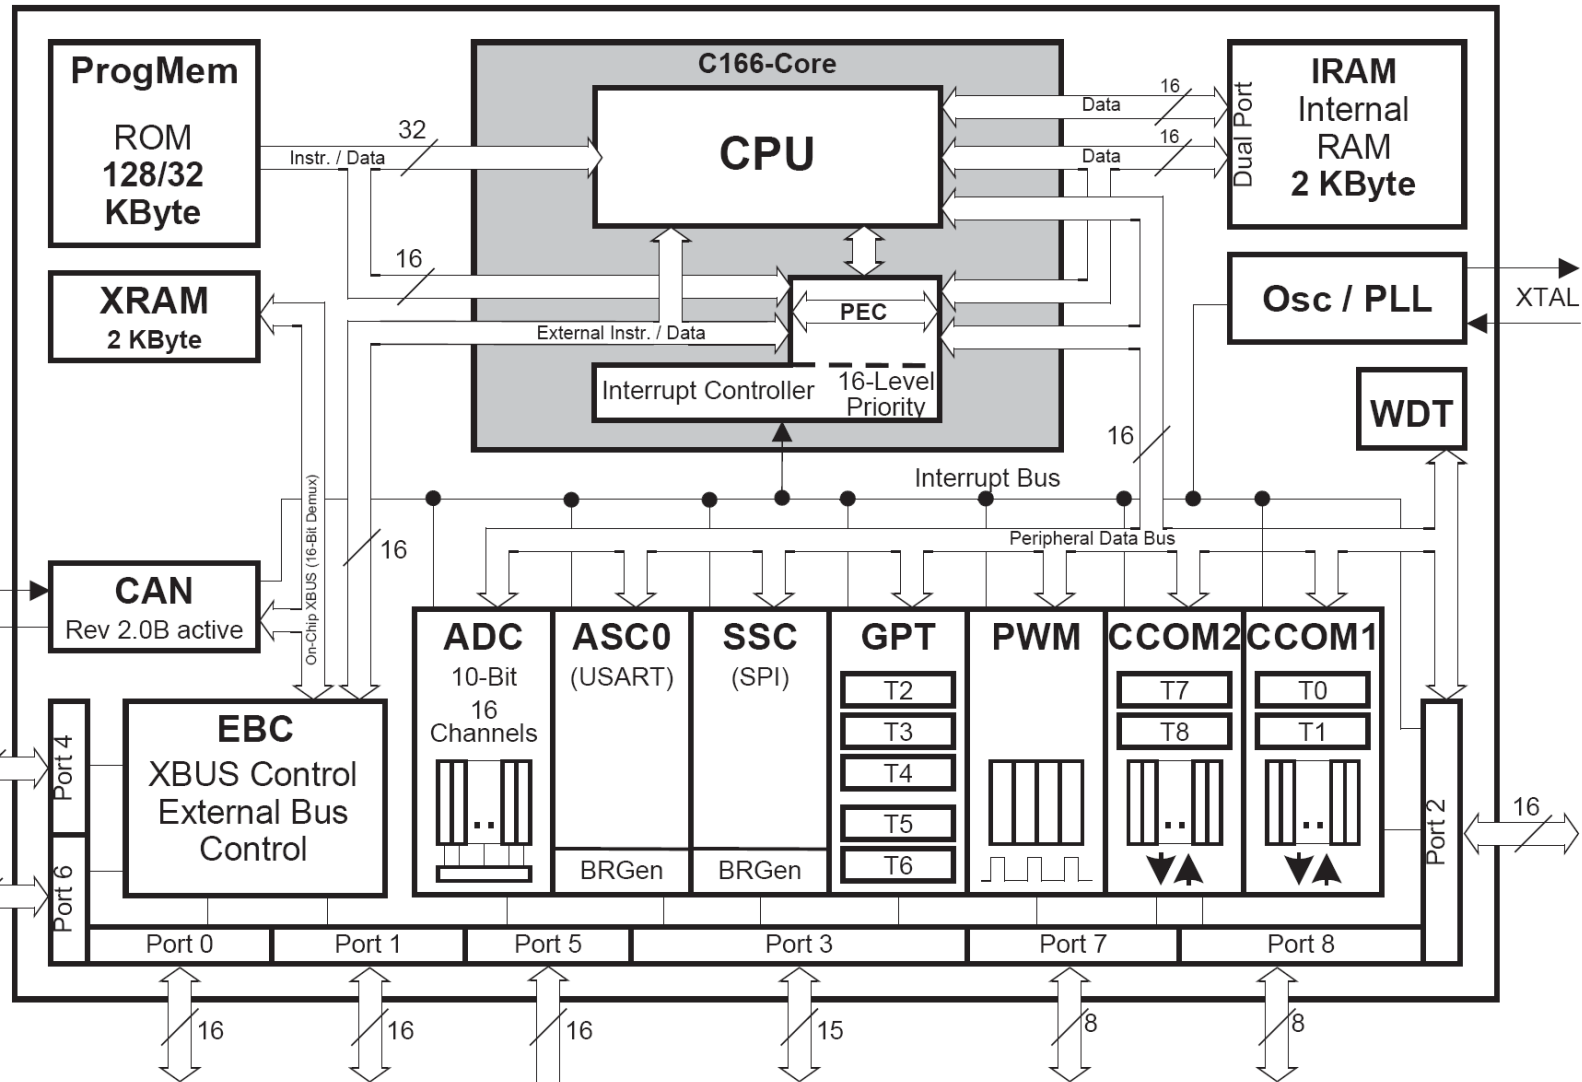 C166-Core
ProgMem
ROM
128/32
KByte
32
Instr. / Data
CPU
16
Data
16
Data
Dual Port
IRAM
Internal
RAM
2 KByte
XRAM
2 KByte
16
External Instr. / Data
PEC
Interrupt Controller
16-Level
Priority
Osc / PLL
XTAL
WDT
16
Interrupt Bus
Peripheral Data Bus
On-Chip XBUS (16-Bit Demux)
16
CAN
Rev 2.0B active
EBC
XBUS Control
External Bus
Control
Port 4
Port 6
ADC
10-Bit
16
Channels
ASC0
(USART)
BRGen
SSC
(SPI)
BRGen
GPT
T2
T3
T4
T5
T6
PWM
CCOM2
T7
T8
CCOM1
T0
T1
Port 2
16
Port 0
Port 1
Port 5
Port 3
Port 7
Port 8
16
16
16
15
8
8